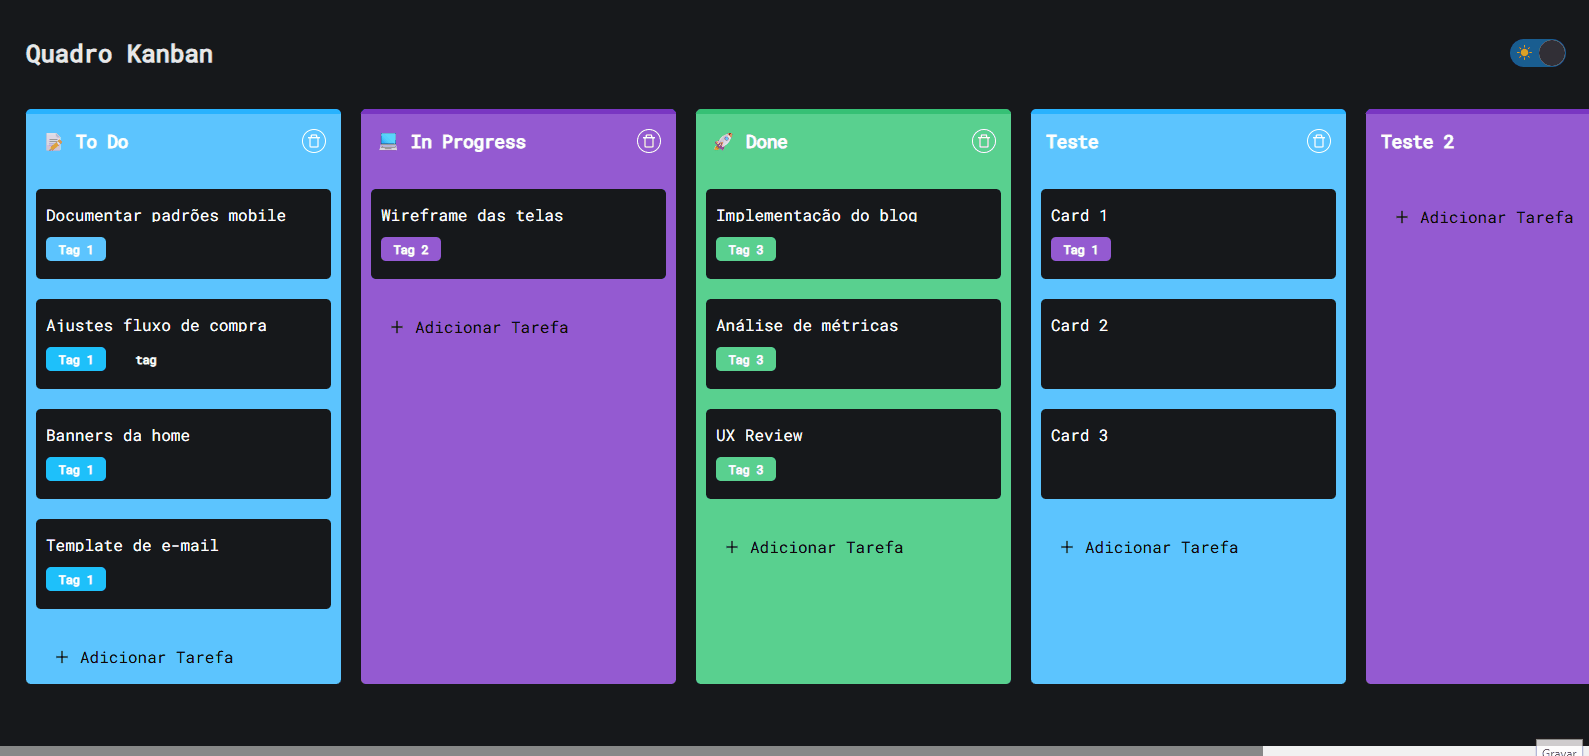 Quadro Kanban
To Do
Documentar padrões mobile
Tag 1
Ajustes fluxo de compra
Tag 1 tag
Banners da home
Tag 1
Template de e-mail
Tag 1
+ Adicionar Tarefa
In Progress
Wireframe das telas
Tag 2
+ Adicionar Tarefa
Done
Implementação do blog
Tag 3
Análise de métricas
Tag 3
UX Review
Tag 3
+ Adicionar Tarefa
Teste
Card 1
Tag 1
Card 2
Card 3
+ Adicionar Tarefa
Teste 2
+ Adicionar Tarefa
Gravar